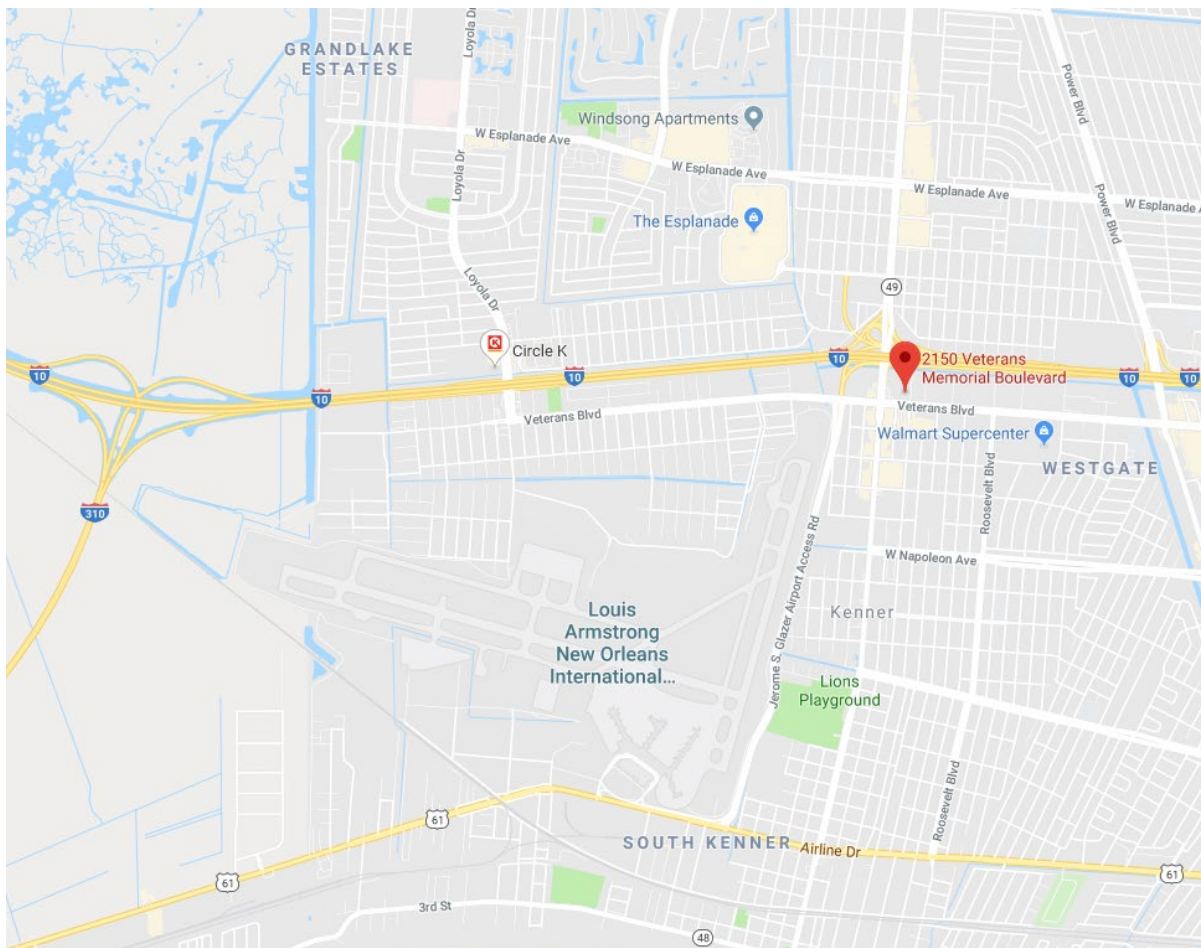 Loyola Dr
GRANDLAKE
ESTATES
Power Blvd
Windsong Apartments
W Esplanade Ave
W Esplanade Ave
W Esplanade Ave
W Esplanade A
Loyola Dr
Power Blvd
The Esplanade
Loyola Dr
49
K
Circle K
2150 Veterans
Memorial Boulevard
10
10
10
10
10
10
Veterans Blvd
Veterans Blvd
Walmart Supercenter
WESTGATE
Roosevelt Blvd
310
Jerome S. Glazer Airport Access Rd
W Napoleon Ave
Louis
Armstrong
New Orleans
International...
Kenner
Lions
Playground
Roosevelt Blvd
61
SOUTH KENNER
Airline Dr
61
61
3rd St
48